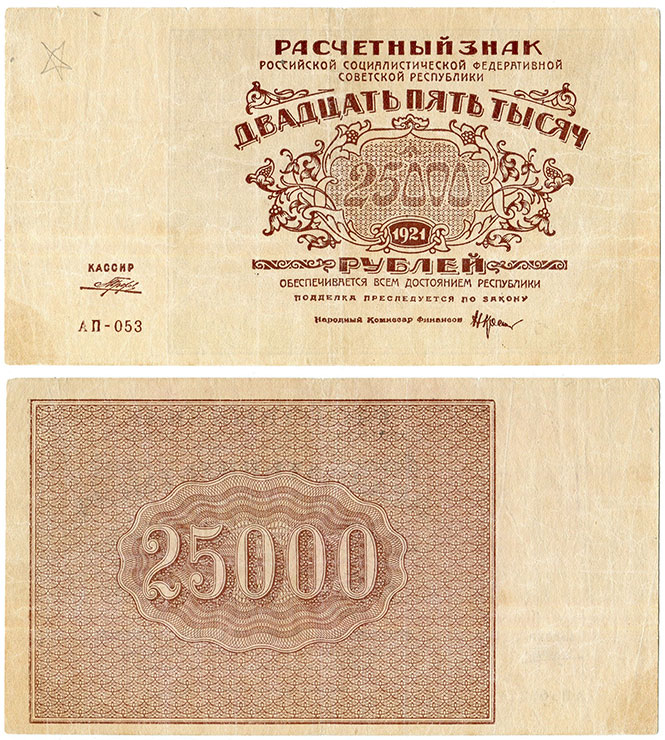 РАСЧЕТНЫЙ ЗНАК
РОССИЙСКОЙ СОЦИАЛИСТИЧЕСКОЙ ФЕДЕРАТИВНОЙ
СОВЕТСКОЙ РЕСПУБЛИКИ
ДВАДЦАТЬ ПЯТЬ ТЫСЯЧ
25000
1921
РУБЛЕЙ
ОБЕСПЕЧИВАЕТСЯ ВСЕМ ДОСТОЯНИЕМ РЕСПУБЛИКИ
ПОДДЕЛКА ПРЕСЛЕДУЕТСЯ ПО ЗАКОНУ
Народный Комиссар Финансов
КАССИР
АП-053
25000